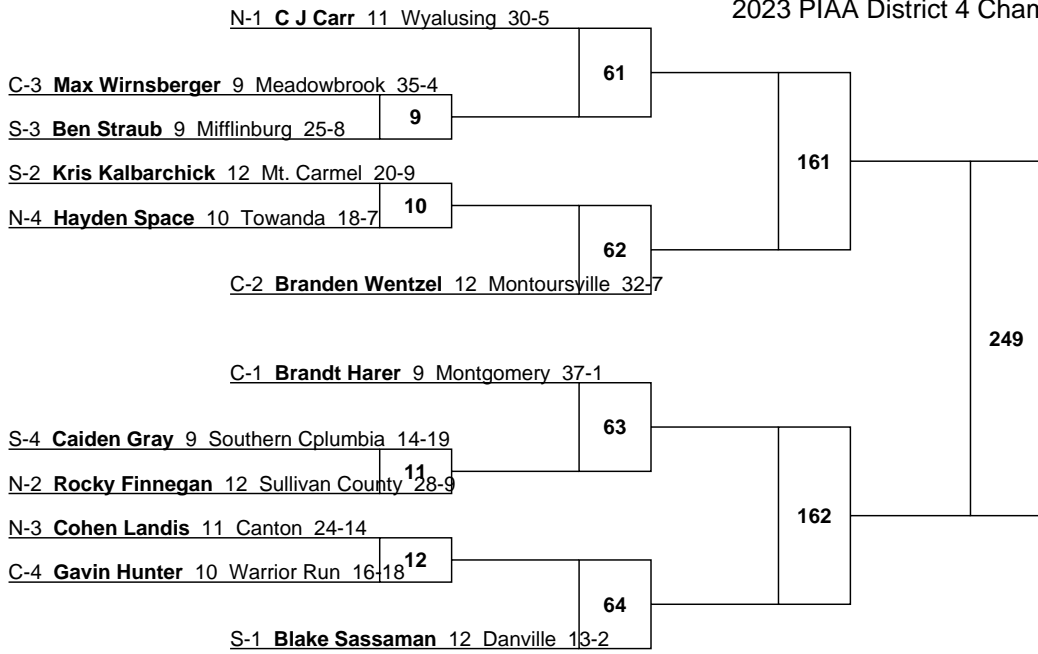 2023 PIAA District 4 Cham
N-1 C J Carr 11 Wyalusing 30-5
61
C-3 Max Wirnsberger 9 Meadowbrook 35-4
9
S-3 Ben Straub 9 Mifflinburg 25-8
161
S-2 Kris Kalbarchick 12 Mt. Carmel 20-9
10
N-4 Hayden Space 10 Towanda 18-7
62
C-2 Branden Wentzel 12 Montoursville 32-7
249
C-1 Brandt Harer 9 Montgomery 37-1
63
S-4 Caiden Gray 9 Southern Cplumbia 14-19
11
N-2 Rocky Finnegan 12 Sullivan County 28-9
162
N-3 Cohen Landis 11 Canton 24-14
12
C-4 Gavin Hunter 10 Warrior Run 16-18
64
S-1 Blake Sassaman 12 Danville 13-2